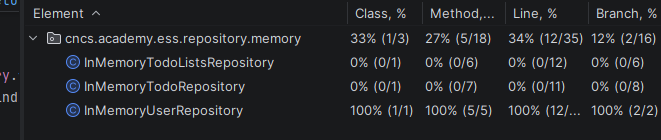 Element Class, % Method,... Line, % Branch, %
cncs.academy.ess.repository.memory 33% (1/3) 27% (5/18) 34% (12/35) 12% (2/16)
InMemoryTodoListsRepository 0% (0/1) 0% (0/6) 0% (0/12) 0% (0/6)
InMemoryTodoRepository 0% (0/1) 0% (0/7) 0% (0/11) 0% (0/8)
InMemoryUserRepository 100% (1/1) 100% (5/5) 100% (12/... 100% (2/2)